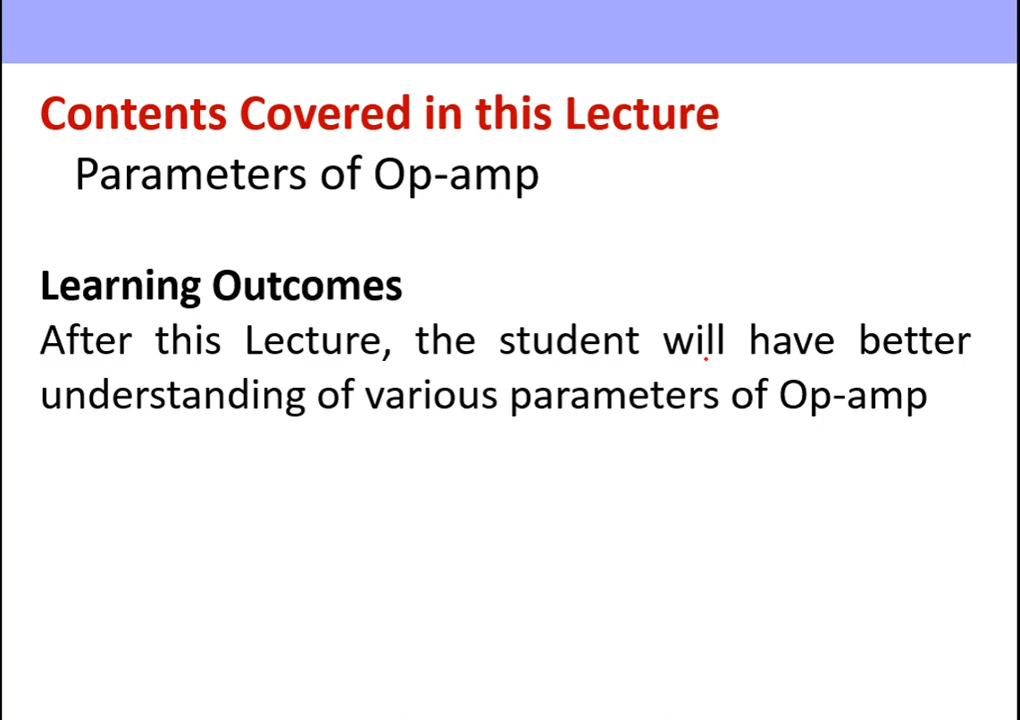 Contents Covered in this Lecture
Parameters of Op-amp
Learning Outcomes
After this Lecture, the student will have better
understanding of various parameters of Op-amp